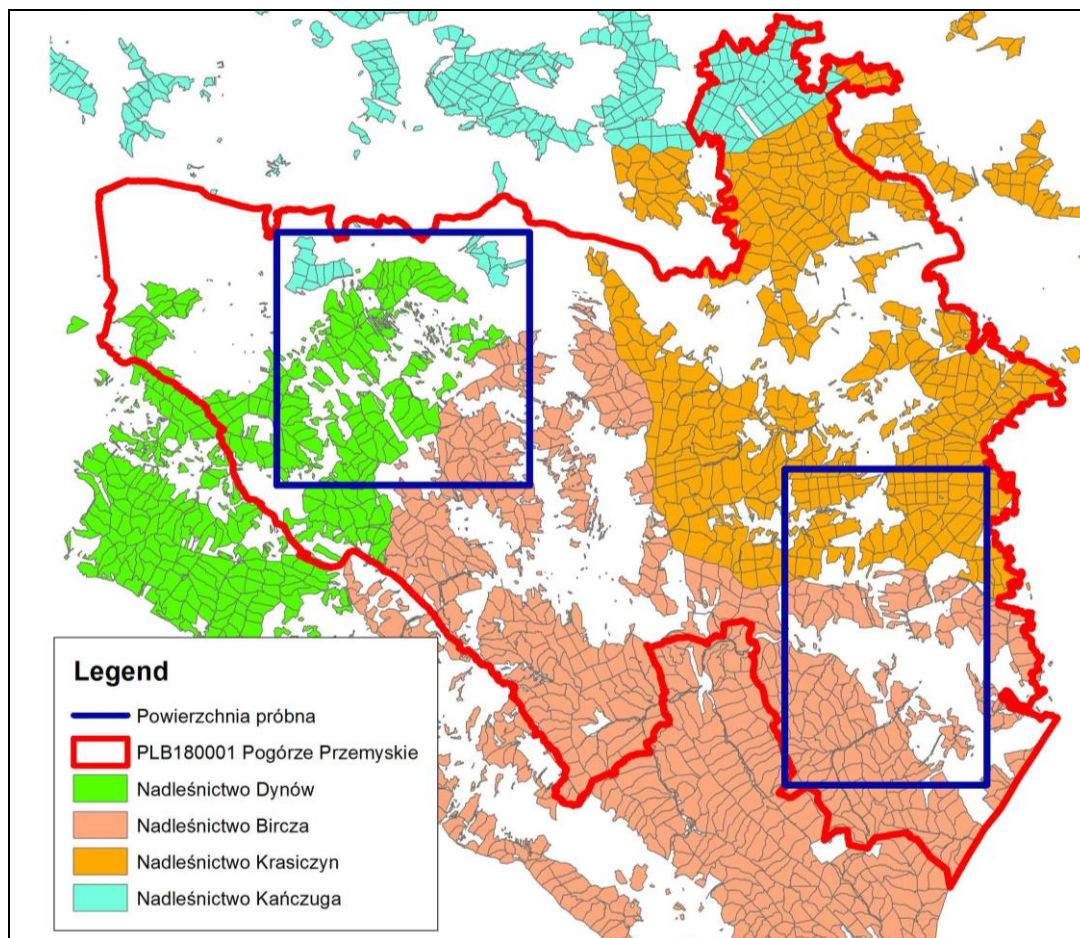 Legend
Powierzchnia próbna
PLB180001 Pogórze Przemyskie
Nadleśnictwo Dynów
Nadleśnictwo Bircza
Nadleśnictwo Krasiczyn
Nadleśnictwo Kańczuga